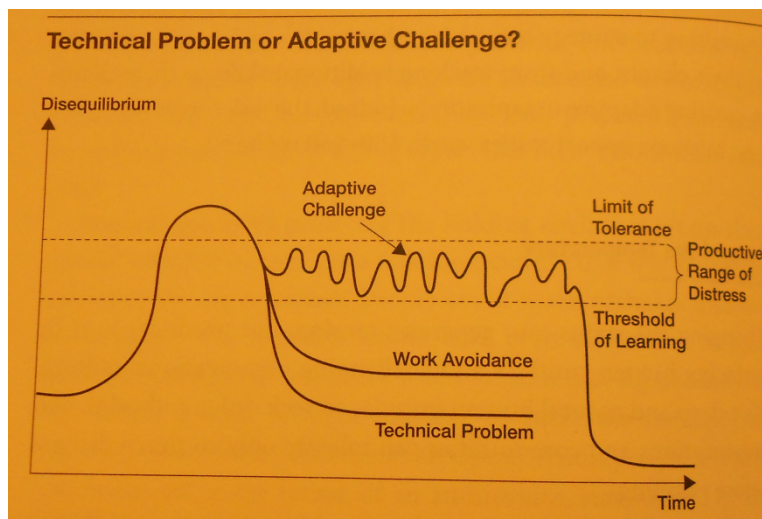 Technical Problem or Adaptive Challenge?
Disequilibrium
Adaptive
Challenge
Limit of
Tolerance
Productive
Range of
Distress
Threshold
of Learning
Work Avoidance
Technical Problem
Time